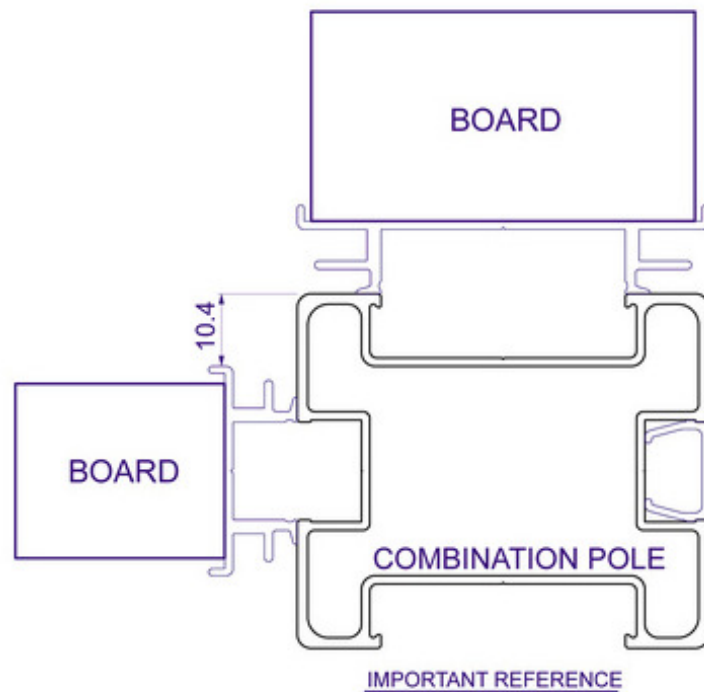 BOARD
10.4
BOARD
COMBINATION POLE
IMPORTANT REFERENCE